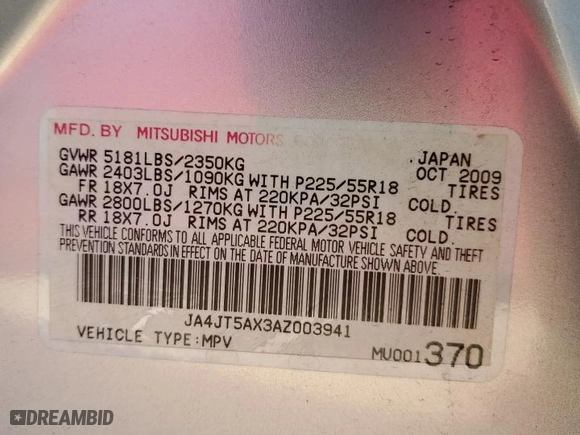 MFD. BY MITSUBISHI MOTORS JAPAN
GVWR 5181LBS/2350KG OCT 2009
GAWR 2403LBS/1090KG WITH P225/55R18 TIRES
FR 18X7.0J RIMS AT 220KPA/32PSI COLD.
GAWR 2800LBS/1270KG WITH P225/55R18 TIRES
RR 18X7.0J RIMS AT 220KPA/32PSI COLD.
THIS VEHICLE CONFORMS TO ALL APPLICABLE FEDERAL MOTOR VEHICLE SAFETY AND THEFT
PREVENTION STANDARDS IN EFFECT ON THE DATE OF MANUFACTURE SHOWN ABOVE.
JA4JT5AX3AZ003941
VEHICLE TYPE:MPV MU001370
DREAMBID